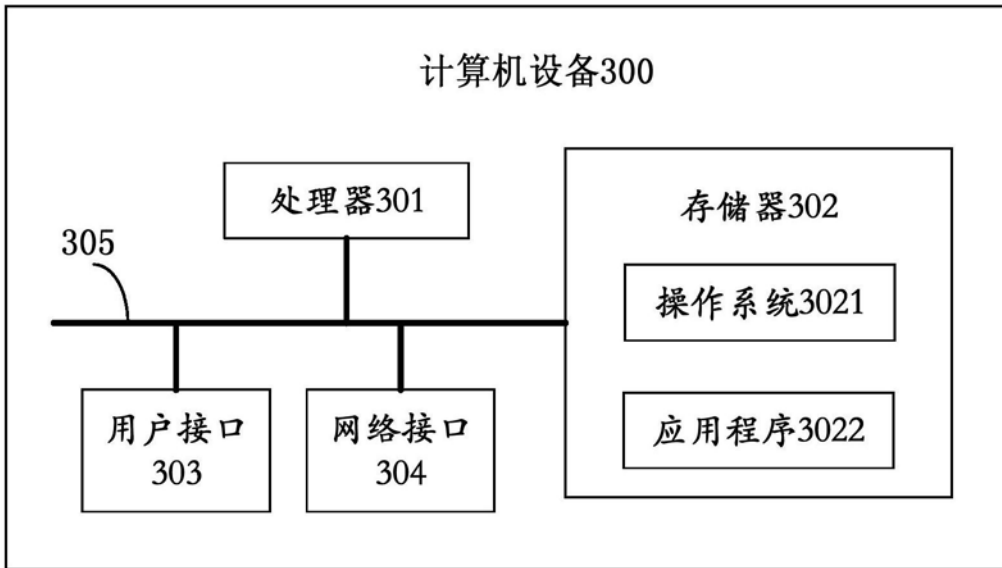 计算机设备300
处理器301
存储器302
305
操作系统3021
用户接口
303
网络接口
304
应用程序3022